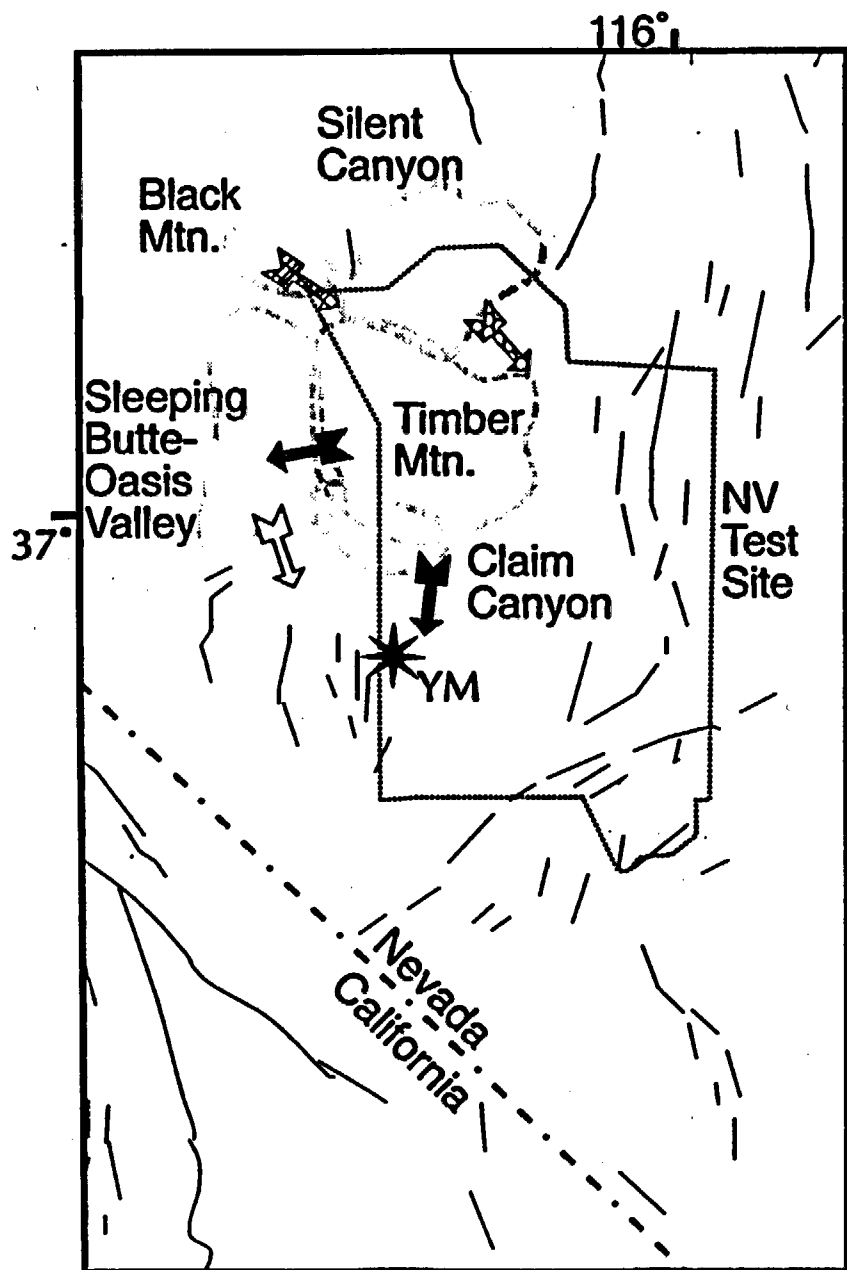 116°
Silent
Canyon
Black
Mtn.
Sleeping
Butte-
Oasis
Valley
Timber
Mtn.
37°
NV
Test
Site
Claim
Canyon
YM
Nevada
California